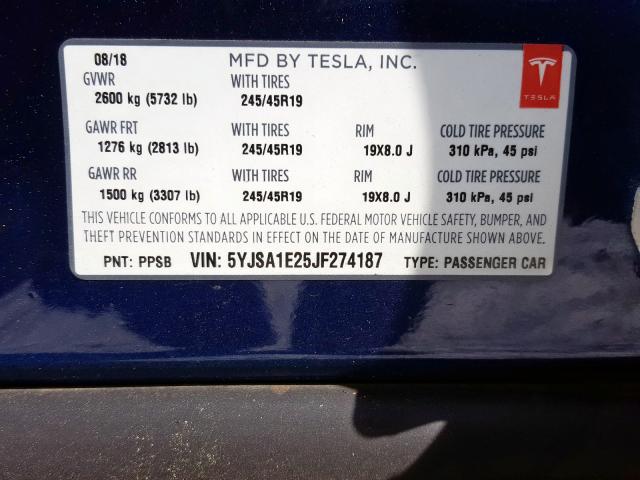 08/18 MFD BY TESLA, INC.
TESLA
GVWR WITH TIRES
2600 kg (5732 lb) 245/45R19
GAWR FRT WITH TIRES RIM COLD TIRE PRESSURE
1276 kg (2813 lb) 245/45R19 19X8.0 J 310 kPa, 45 psi
GAWR RR WITH TIRES RIM COLD TIRE PRESSURE
1500 kg (3307 lb) 245/45R19 19X8.0 J 310 kPa, 45 psi
THIS VEHICLE CONFORMS TO ALL APPLICABLE U.S. FEDERAL MOTOR VEHICLE SAFETY, BUMPER, AND
THEFT PREVENTION STANDARDS IN EFFECT ON THE DATE OF MANUFACTURE SHOWN ABOVE.
PNT: PPSB VIN: 5YJSA1E25JF274187 TYPE: PASSENGER CAR